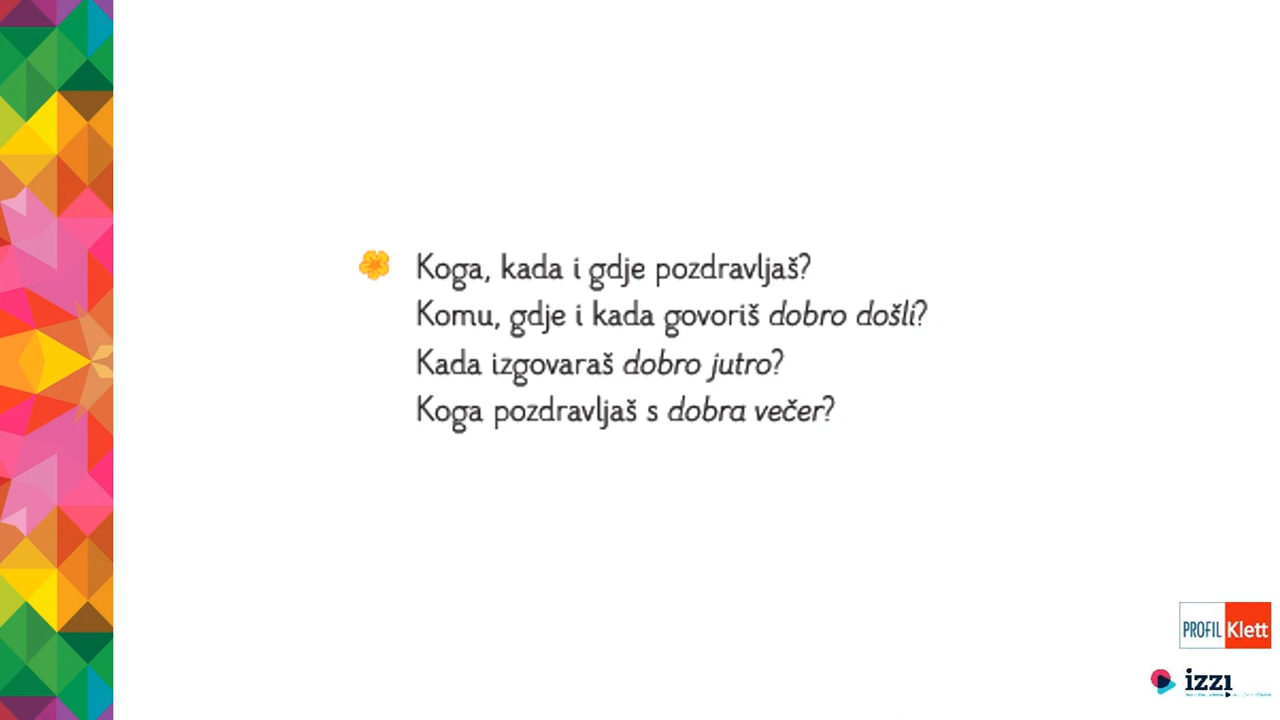 Koga, kada i gdje pozdravljaš?
Komu, gdje i kada govoriš dobro došli?
Kada izgovaraš dobro jutro?
Koga pozdravljaš s dobra večer?
PROFIL Klett
izzi